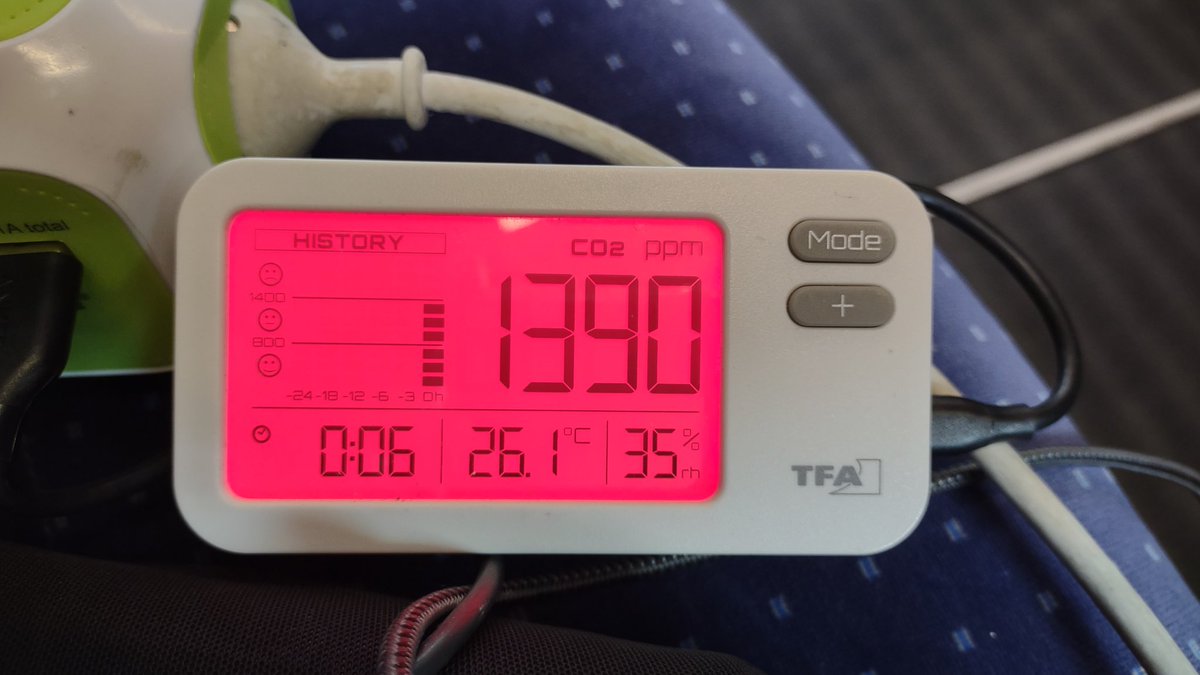 A total
HISTORY
CO2 ppm
1400
800
1390
-24 -18 -12 -6 -3 0h
0:06
26.1 °C
35 % rh
Mode
+
TFA